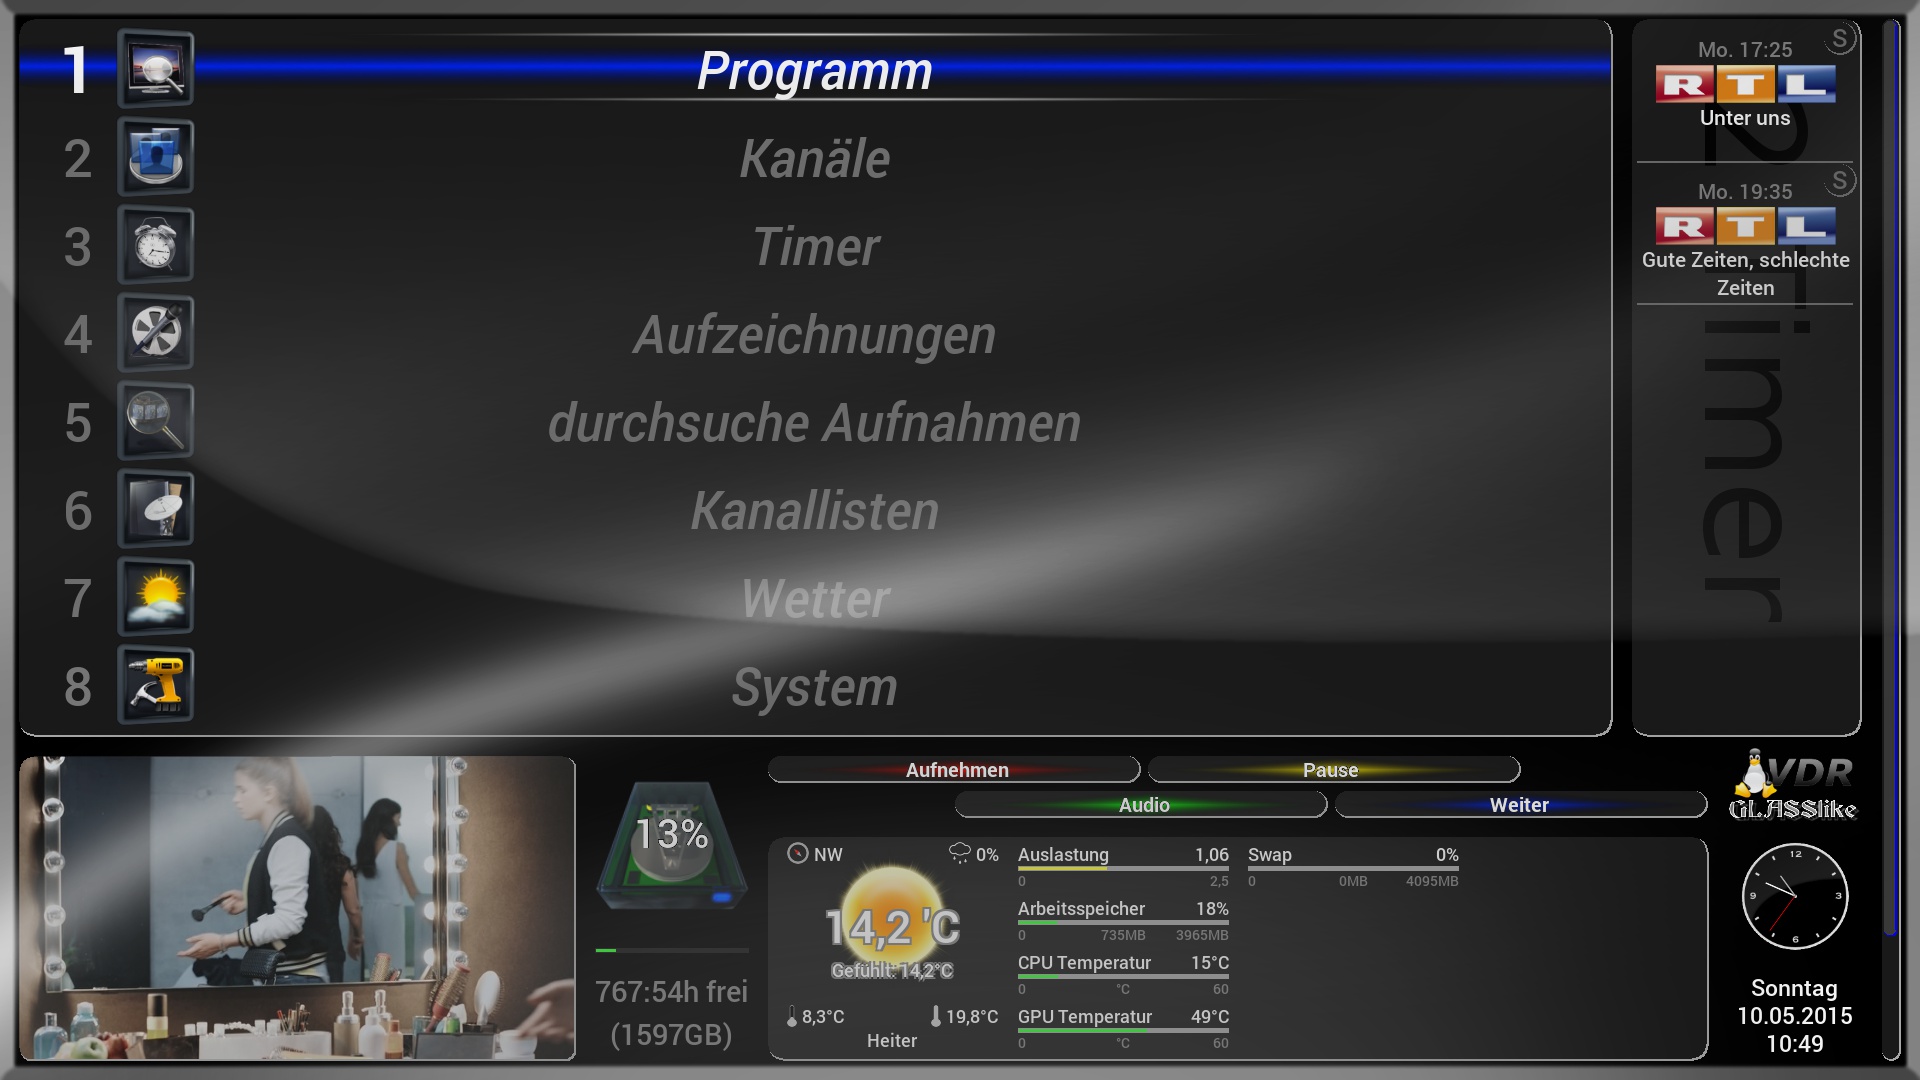 1 Programm
2 Kanäle
3 Timer
4 Aufzeichnungen
5 durchsuche Aufnahmen
6 Kanallisten
7 Wetter
8 System
2 Timer
Mo. 17:25 S
RTL
Unter uns
Mo. 19:35 S
RTL
Gute Zeiten, schlechte
Zeiten
13%
767:54h frei
(1597GB)
Aufnehmen
Pause
Audio
Weiter
NW 0%
14,2 'C
Gefühlt: 14,2°C
8,3°C 19,8°C
Heiter
Auslastung 1,06
0 2,5
Arbeitsspeicher 18%
0 735MB 3965MB
CPU Temperatur 15°C
0 °C 60
GPU Temperatur 49°C
0 °C 60
Swap 0%
0 0MB 4095MB
VDR
GLASSlike
12
9 3
6
Sonntag
10.05.2015
10:49